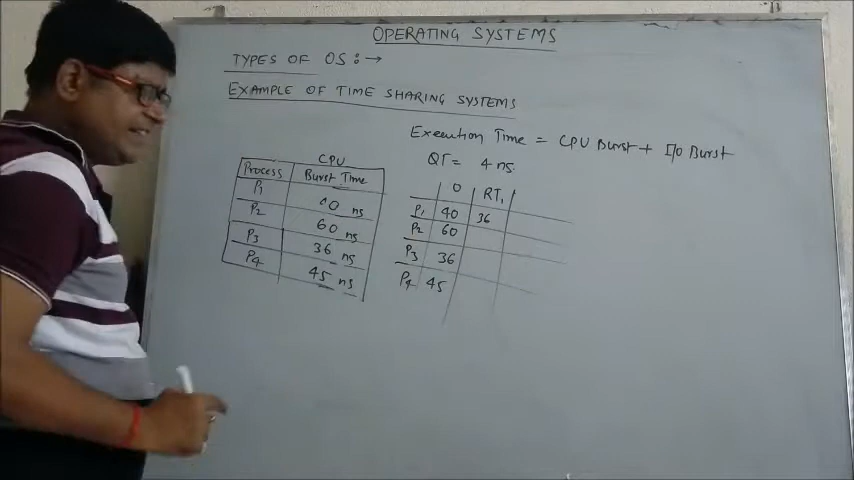 OPERATING SYSTEMS
TYPES OF OS :→
EXAMPLE OF TIME SHARING SYSTEMS
Execution Time = CPU Burst + I/O Burst
QT = 4 ns.
CPU
Process Burst Time
P1 40 ns
P2 60 ns
P3 36 ns
P4 45 ns
0 RT1
P1 40 36
P2 60
P3 36
P4 45